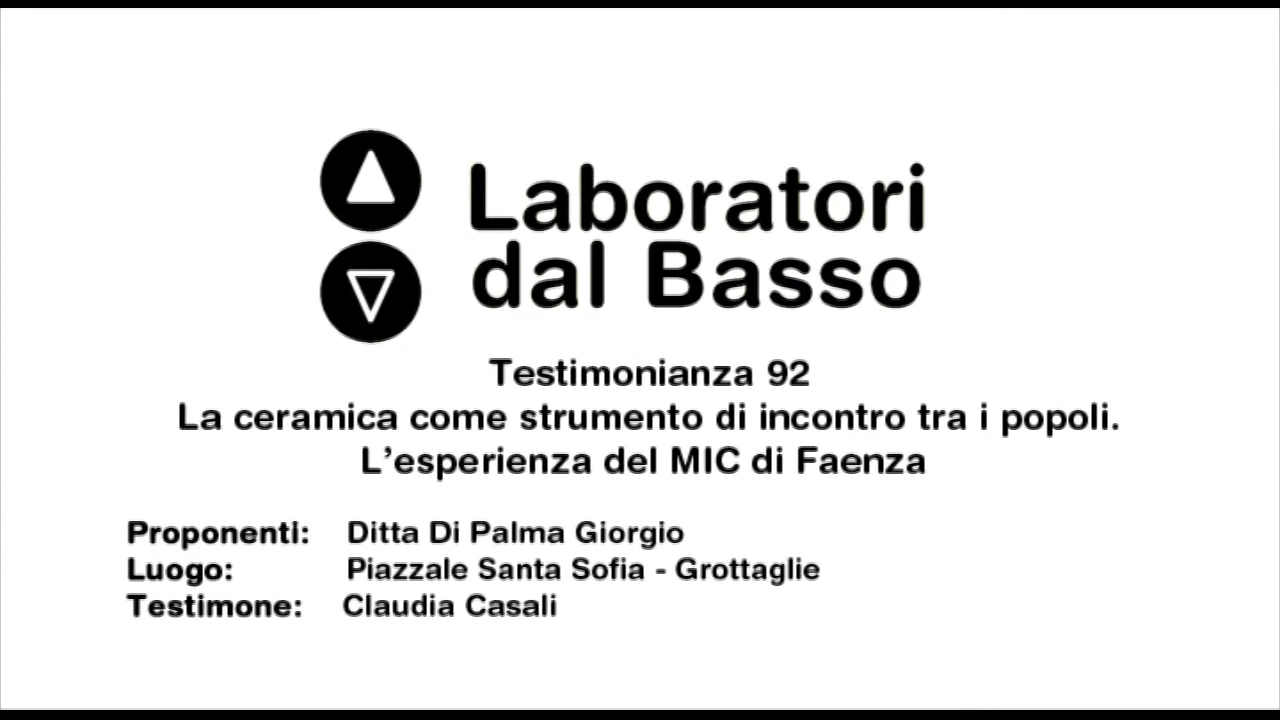 Laboratori
dal Basso
Testimonianza 92
La ceramica come strumento di incontro tra i popoli.
L'esperienza del MIC di Faenza
Proponenti: Ditta Di Palma Giorgio
Luogo: Piazzale Santa Sofia - Grottaglie
Testimone: Claudia Casali